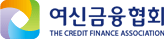 여신금융협회
THE CREDIT FINANCE ASSOCIATION